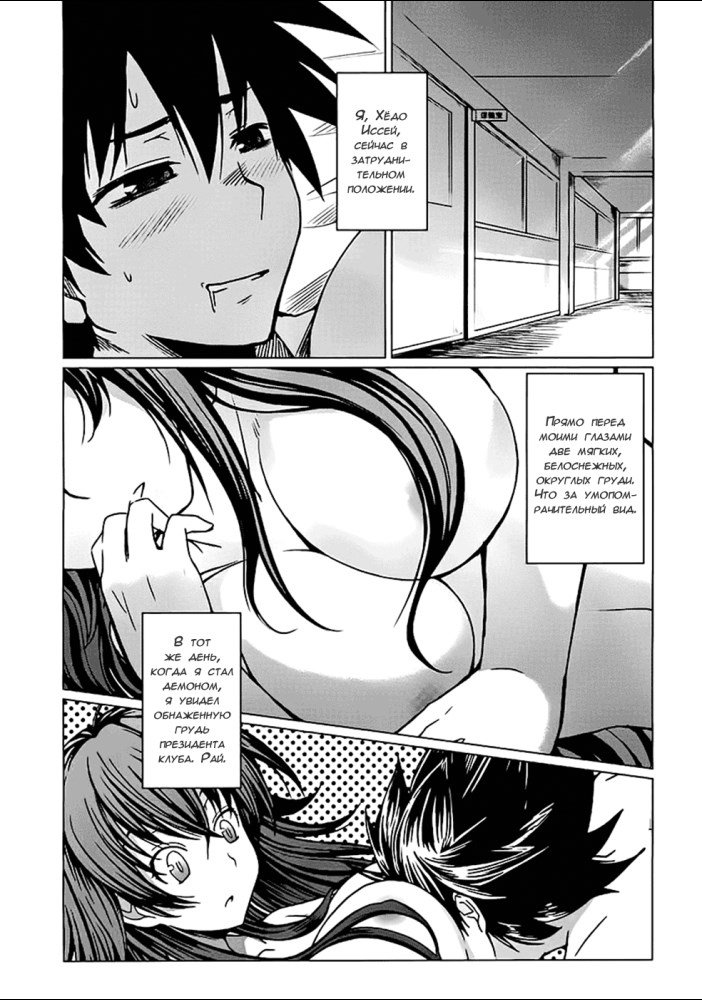 Я, Хёдо
Иссей,
сейчас в
затрудни-
тельном
положении.
Прямо перед
моими глазами
две мягких,
белоснежных,
округлых груди.
Что за умопом-
рачительный вид.
В тот
же день,
когда я стал
демоном,
я увидел
обнаженную
грудь
президента
клуба. Рай.